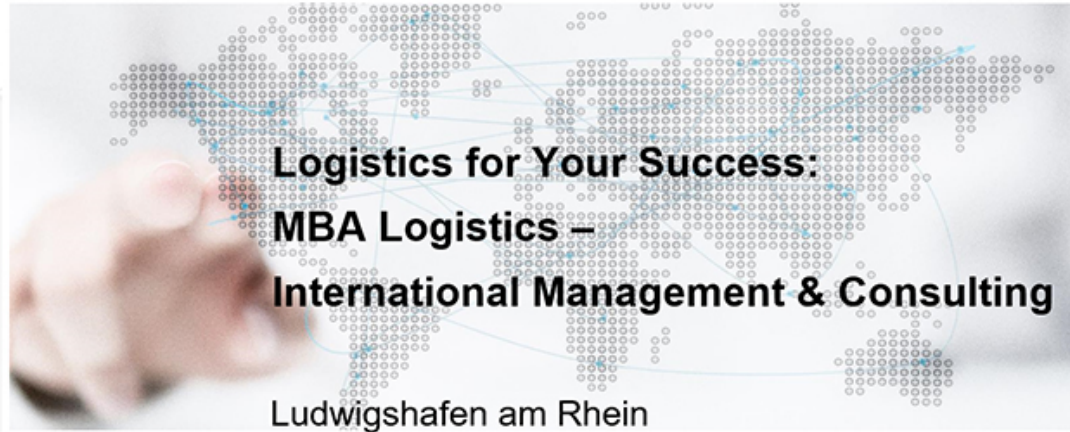 Logistics for Your Success:
MBA Logistics –
International Management & Consulting
Ludwigshafen am Rhein